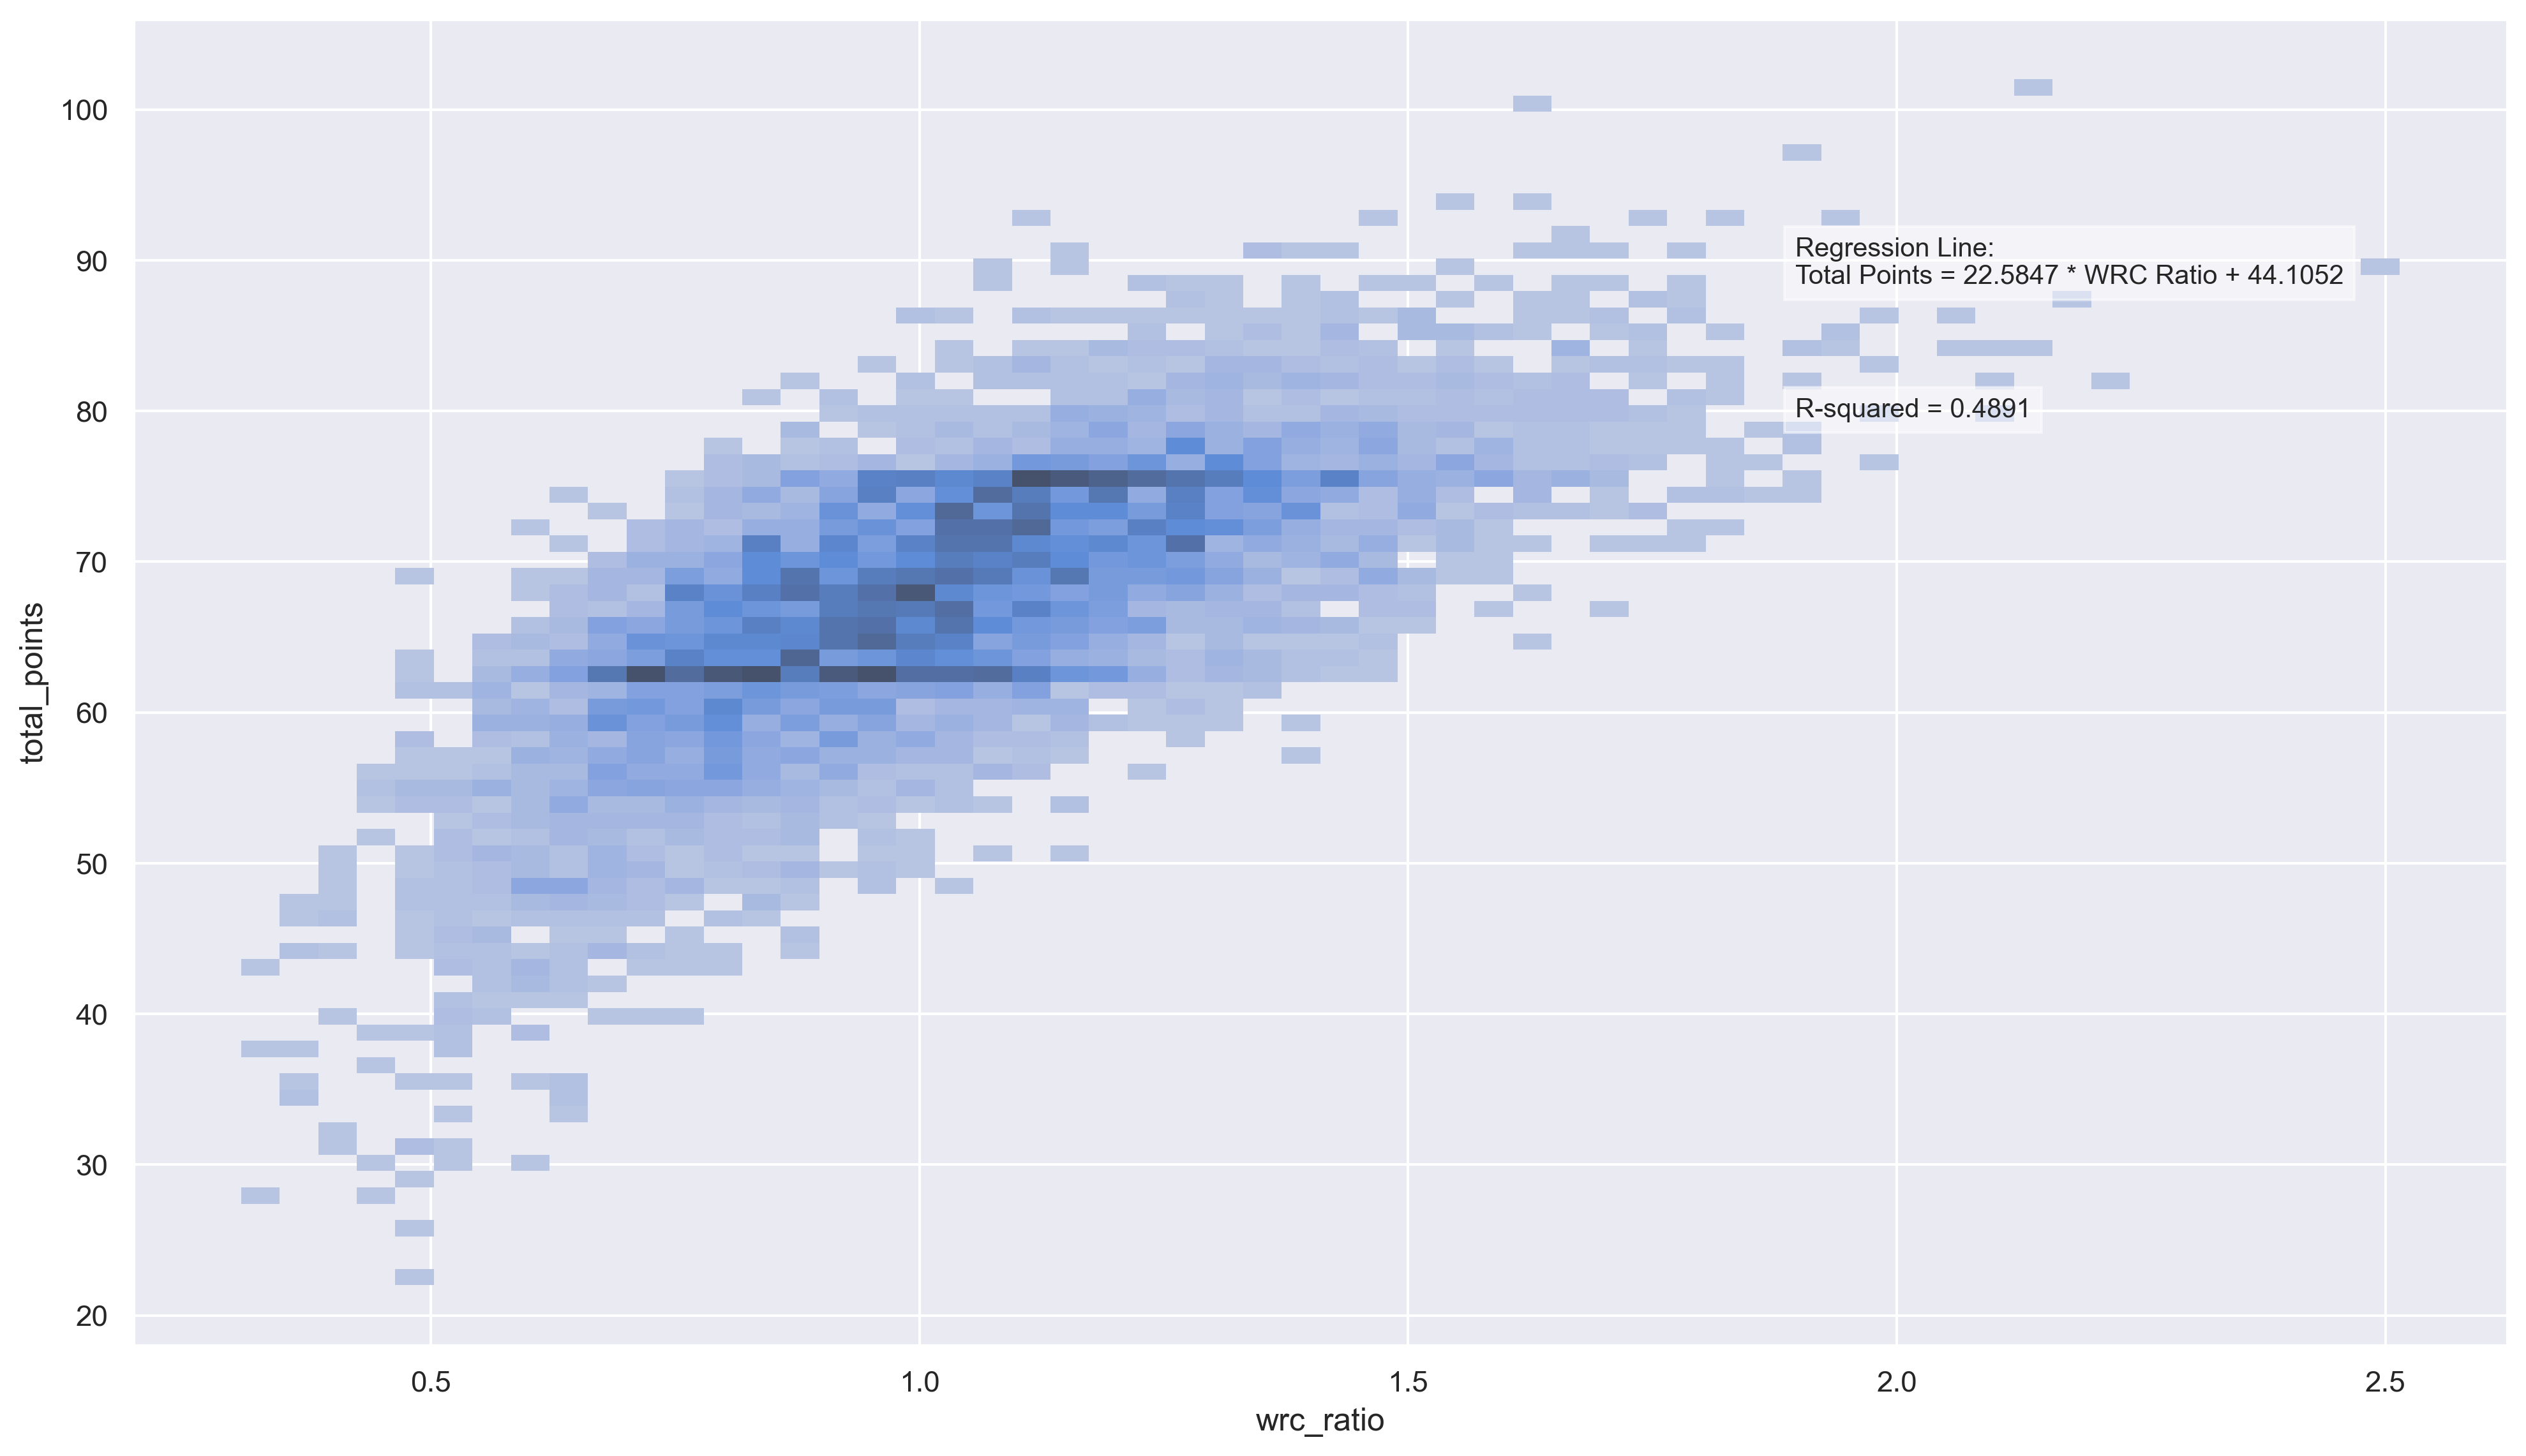 100
90
80
70
60
50
40
30
20
total_points
Regression Line:
Total Points = 22.5847 * WRC Ratio + 44.1052
R-squared = 0.4891
0.5 1.0 1.5 2.0 2.5
wrc_ratio